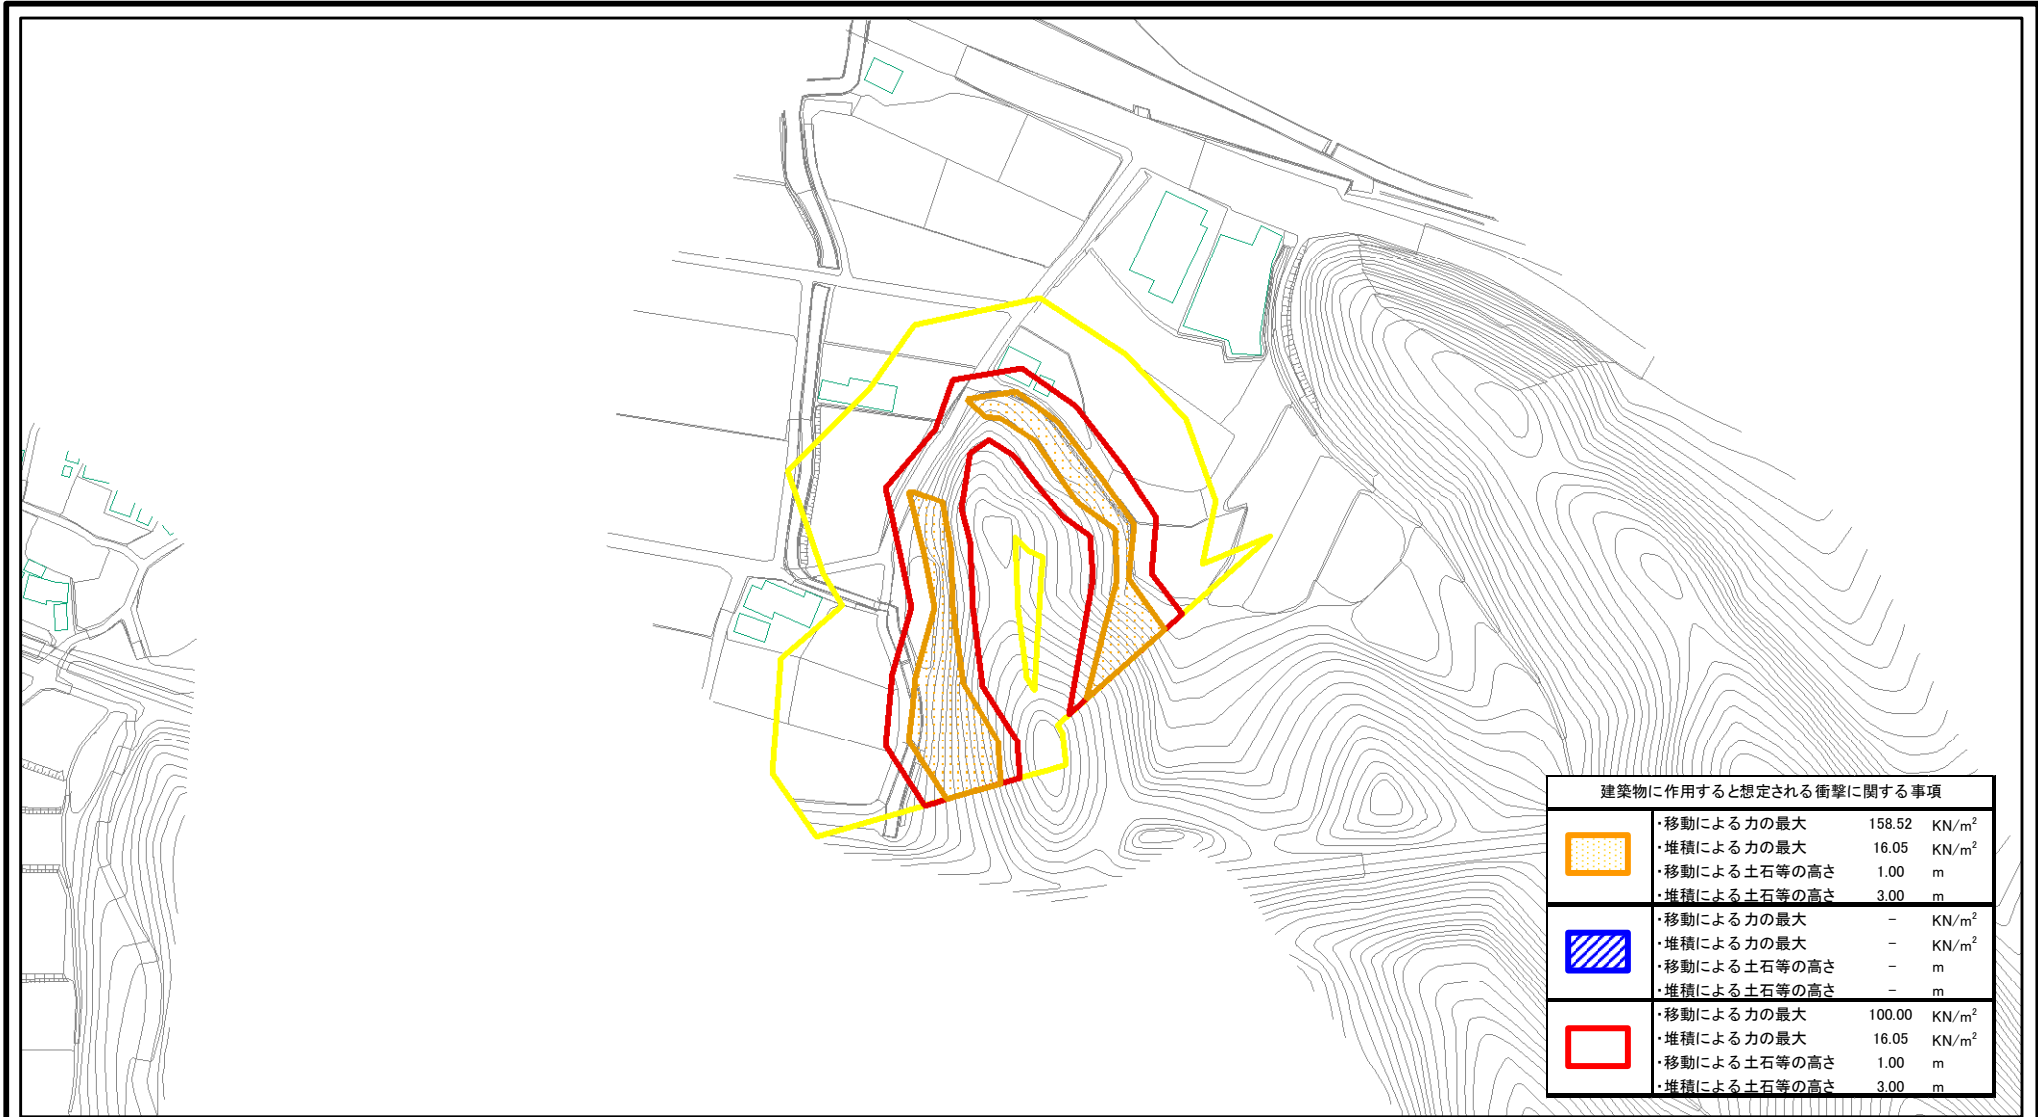 建築物に作用すると想定される衝撃に関する事項
・移動による力の最大 158.52 KN/m²
・堆積による力の最大 16.05 KN/m²
・移動による土石等の高さ 1.00 m
・堆積による土石等の高さ 3.00 m
・移動による力の最大 - KN/m²
・堆積による力の最大 - KN/m²
・移動による土石等の高さ - m
・堆積による土石等の高さ - m
・移動による力の最大 100.00 KN/m²
・堆積による力の最大 16.05 KN/m²
・移動による土石等の高さ 1.00 m
・堆積による土石等の高さ 3.00 m